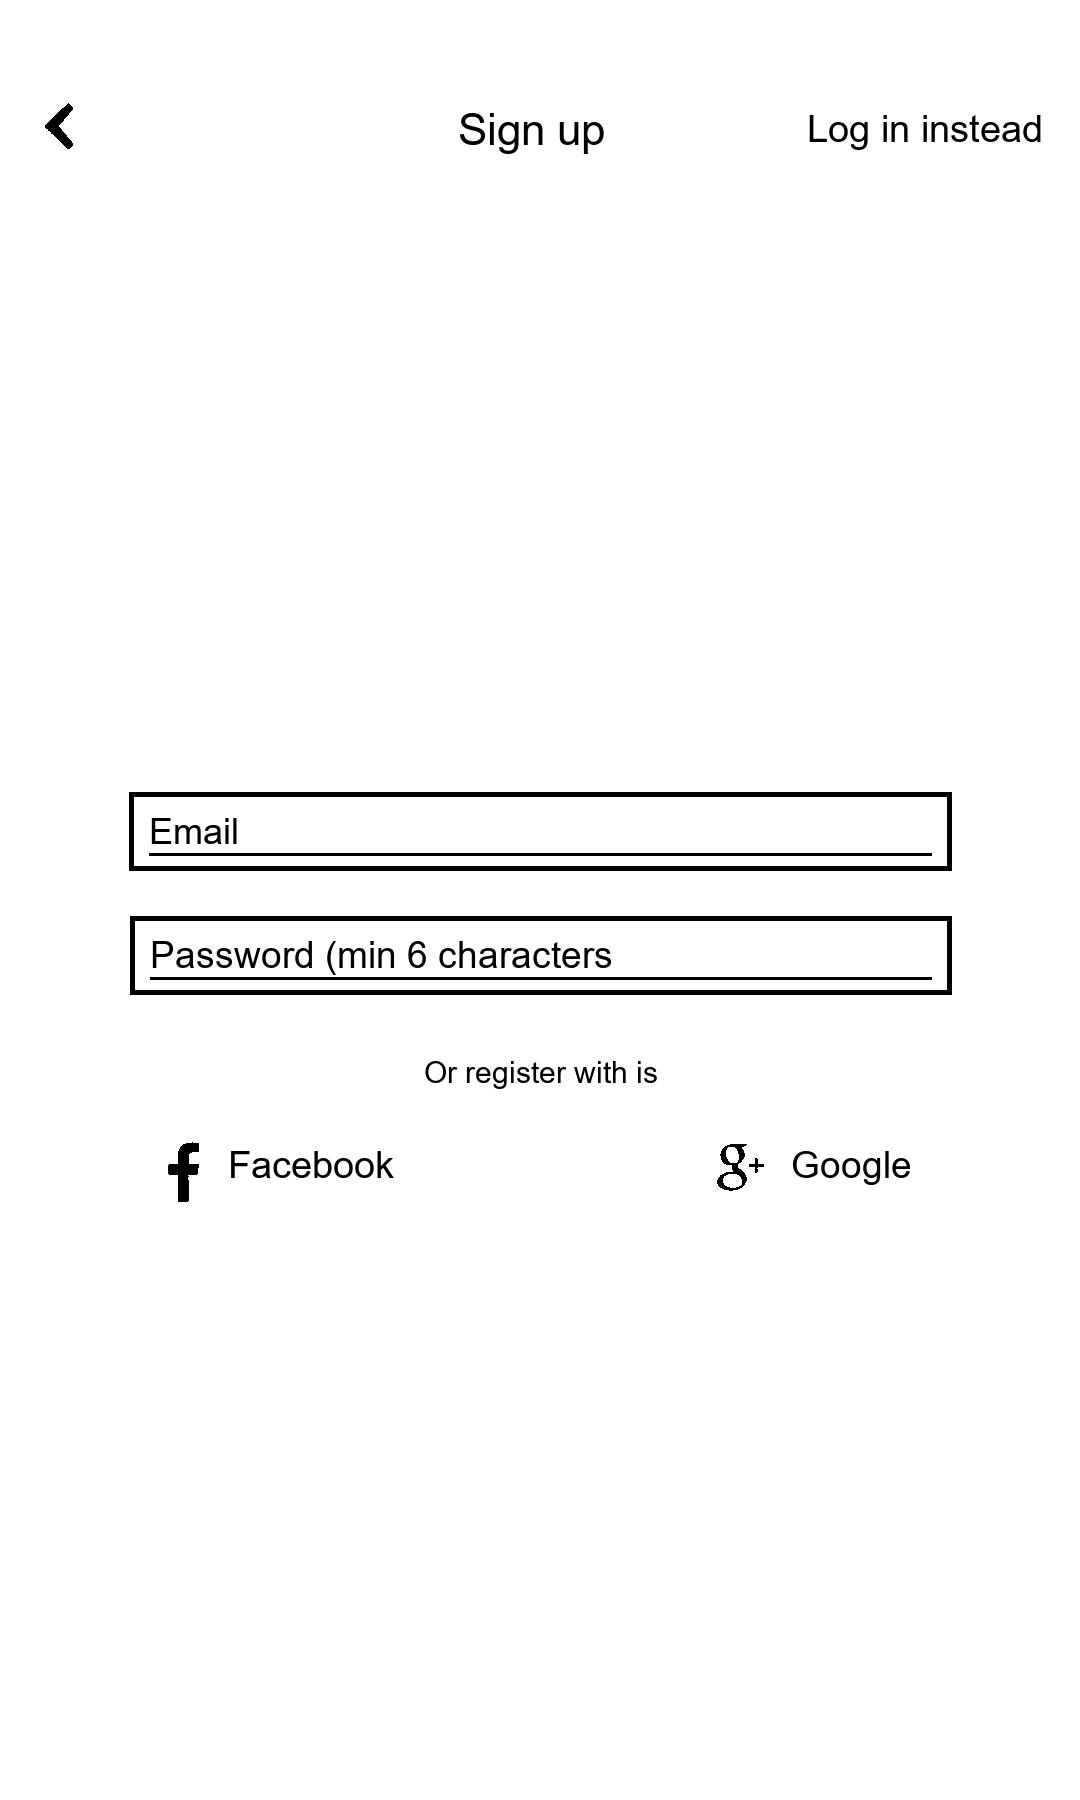 Sign up
Log in instead
Email
Password (min 6 characters
Or register with is
Facebook
Google